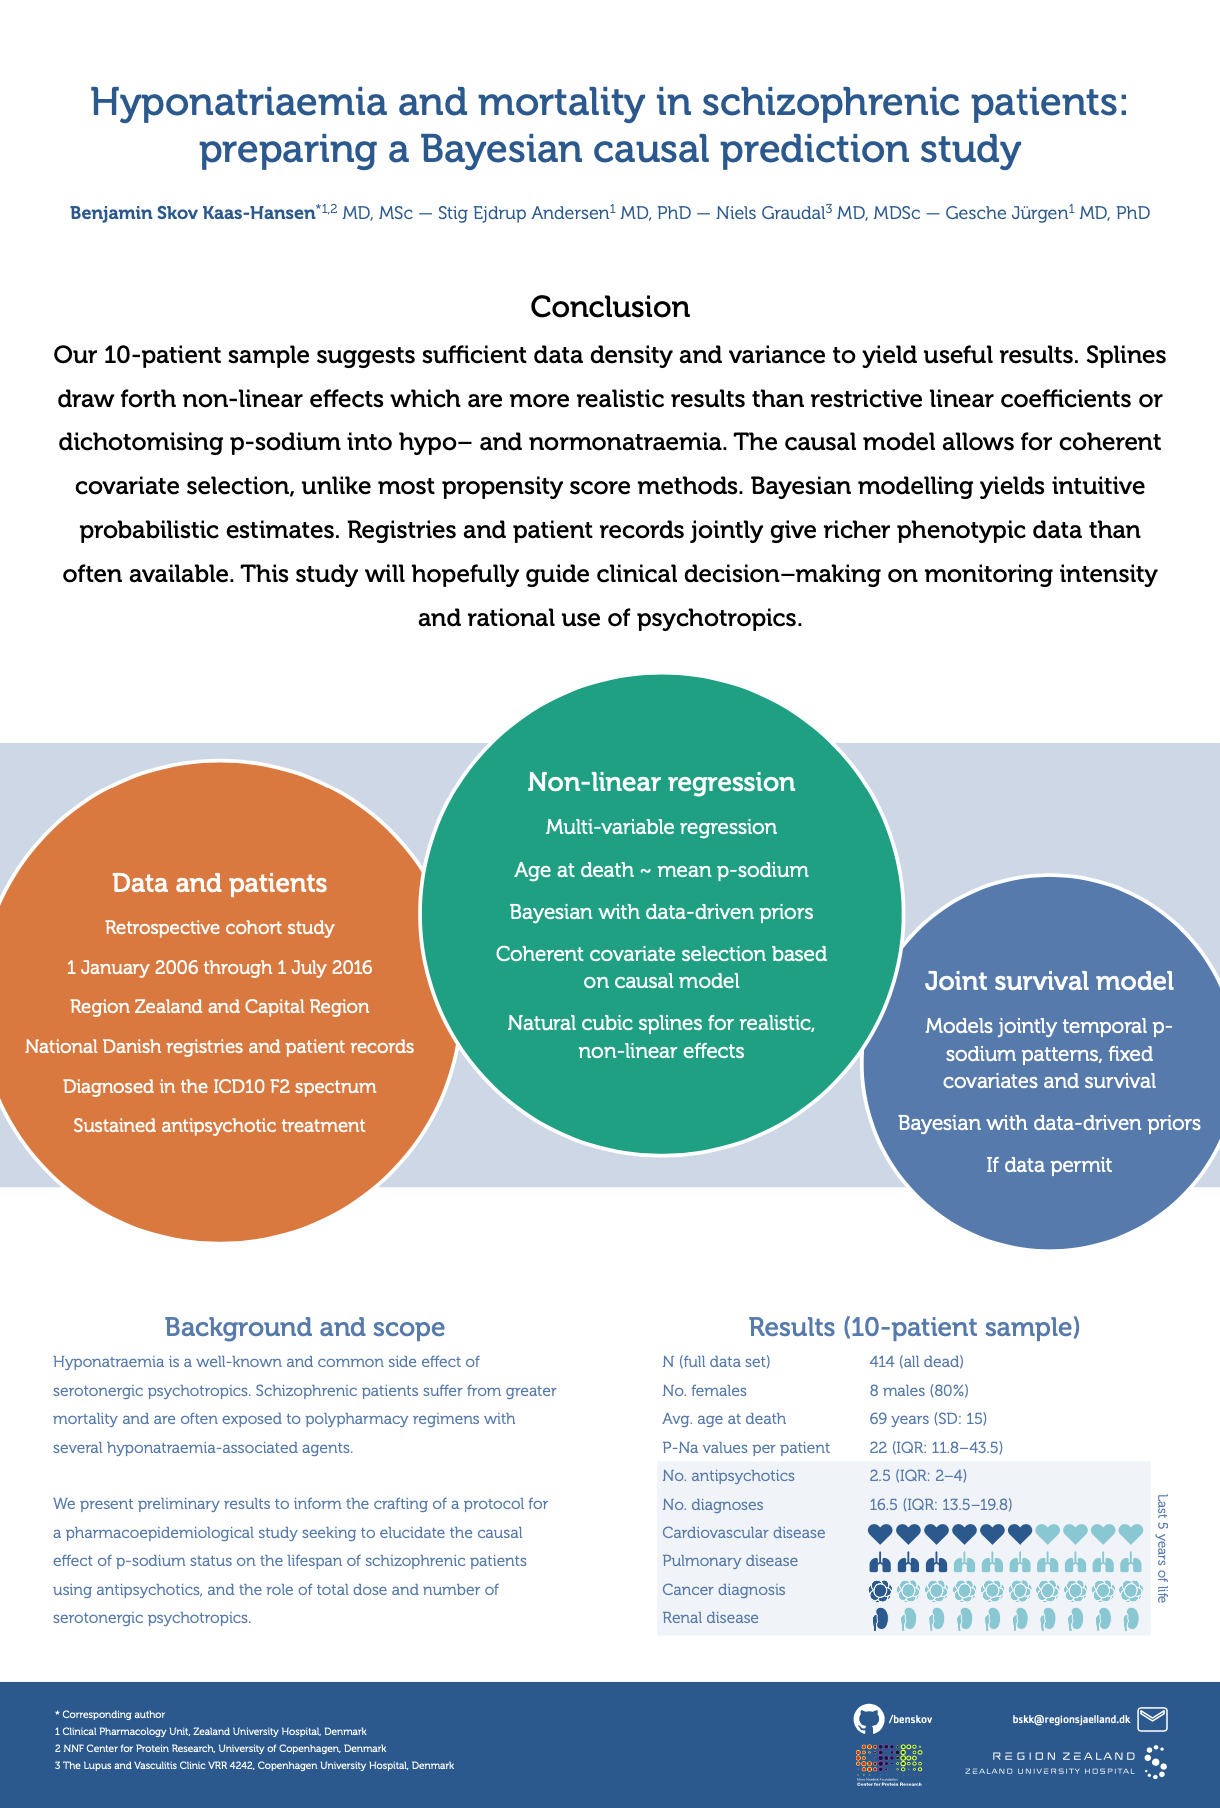 Hyponatriaemia and mortality in schizophrenic patients:
preparing a Bayesian causal prediction study
Benjamin Skov Kaas-Hansen*1,2 MD, MSc — Stig Ejdrup Andersen1 MD, PhD — Niels Graudal3 MD, MDSc — Gesche Jürgen1 MD, PhD
Conclusion
Our 10-patient sample suggests sufficient data density and variance to yield useful results. Splines
draw forth non-linear effects which are more realistic results than restrictive linear coefficients or
dichotomising p-sodium into hypo– and normonatraemia. The causal model allows for coherent
covariate selection, unlike most propensity score methods. Bayesian modelling yields intuitive
probabilistic estimates. Registries and patient records jointly give richer phenotypic data than
often available. This study will hopefully guide clinical decision–making on monitoring intensity
and rational use of psychotropics.
Data and patients
Retrospective cohort study
1 January 2006 through 1 July 2016
Region Zealand and Capital Region
National Danish registries and patient records
Diagnosed in the ICD10 F2 spectrum
Sustained antipsychotic treatment
Non-linear regression
Multi-variable regression
Age at death ~ mean p-sodium
Bayesian with data-driven priors
Coherent covariate selection based
on causal model
Natural cubic splines for realistic,
non-linear effects
Joint survival model
Models jointly temporal p-
sodium patterns, fixed
covariates and survival
Bayesian with data-driven priors
If data permit
Background and scope
Hyponatraemia is a well-known and common side effect of
serotonergic psychotropics. Schizophrenic patients suffer from greater
mortality and are often exposed to polypharmacy regimens with
several hyponatraemia-associated agents.
We present preliminary results to inform the crafting of a protocol for
a pharmacoepidemiological study seeking to elucidate the causal
effect of p-sodium status on the lifespan of schizophrenic patients
using antipsychotics, and the role of total dose and number of
serotonergic psychotropics.
Results (10-patient sample)
N (full data set) 414 (all dead)
No. females 8 males (80%)
Avg. age at death 69 years (SD: 15)
P-Na values per patient 22 (IQR: 11.8–43.5)
No. antipsychotics 2.5 (IQR: 2–4)
No. diagnoses 16.5 (IQR: 13.5–19.8)
Cardiovascular disease
Pulmonary disease
Cancer diagnosis
Renal disease
Last 5 years of life
* Corresponding author
1 Clinical Pharmacology Unit, Zealand University Hospital, Denmark
2 NNF Center for Protein Research, University of Copenhagen, Denmark
3 The Lupus and Vasculitis Clinic VRR 4242, Copenhagen University Hospital, Denmark
/benskov
bskk@regionsjaelland.dk
Novo Nordisk Foundation
Center for Protein Research
REGION ZEALAND
ZEALAND UNIVERSITY HOSPITAL